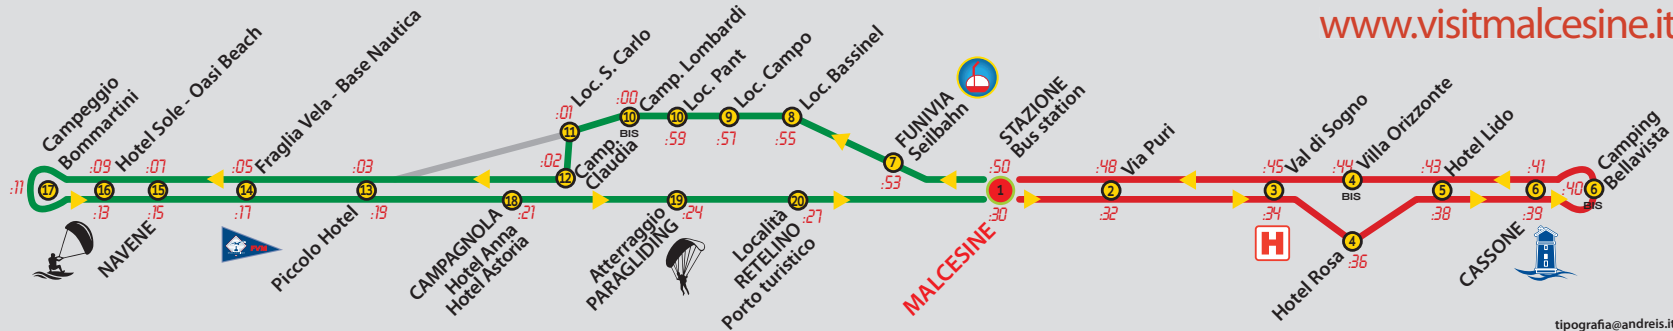 www.visitmalcesine.it
Campeggio
Bommartini
:11
17
:09
Hotel Sole - Oasi Beach
16
:13
:07
15
:15
NAVENE
:05
Fraglia Vela - Base Nautica
14
:17
FVM
:03
13
Piccolo Hotel
:19
:01
Loc. S. Carlo
11
:02
12
Camp.
Claudia
:00
Camp. Lombardi
10
BIS
Loc. Pant
10
:59
Loc. Campo
9
:57
Loc. Bassinel
8
:55
FUNIVIA
Seilbahn
7
:53
18
CAMPAGNOLA
Hotel Anna
Hotel Astoria
:21
19
Atterraggio
PARAGLIDING
:24
20
Località
RETELINO
Porto turistico
:27
STAZIONE
Bus station
:50
1
:30
MALCESINE
:48
Via Puri
2
:32
:45
Val di Sogno
3
:34
H
:44
Villa Orizzonte
4
BIS
4
Hotel Rosa
:36
:43
Hotel Lido
5
:38
:41
6
CASSONE
:39
Camping
Bellavista
:40
6
BIS
tipografia@andreis.it